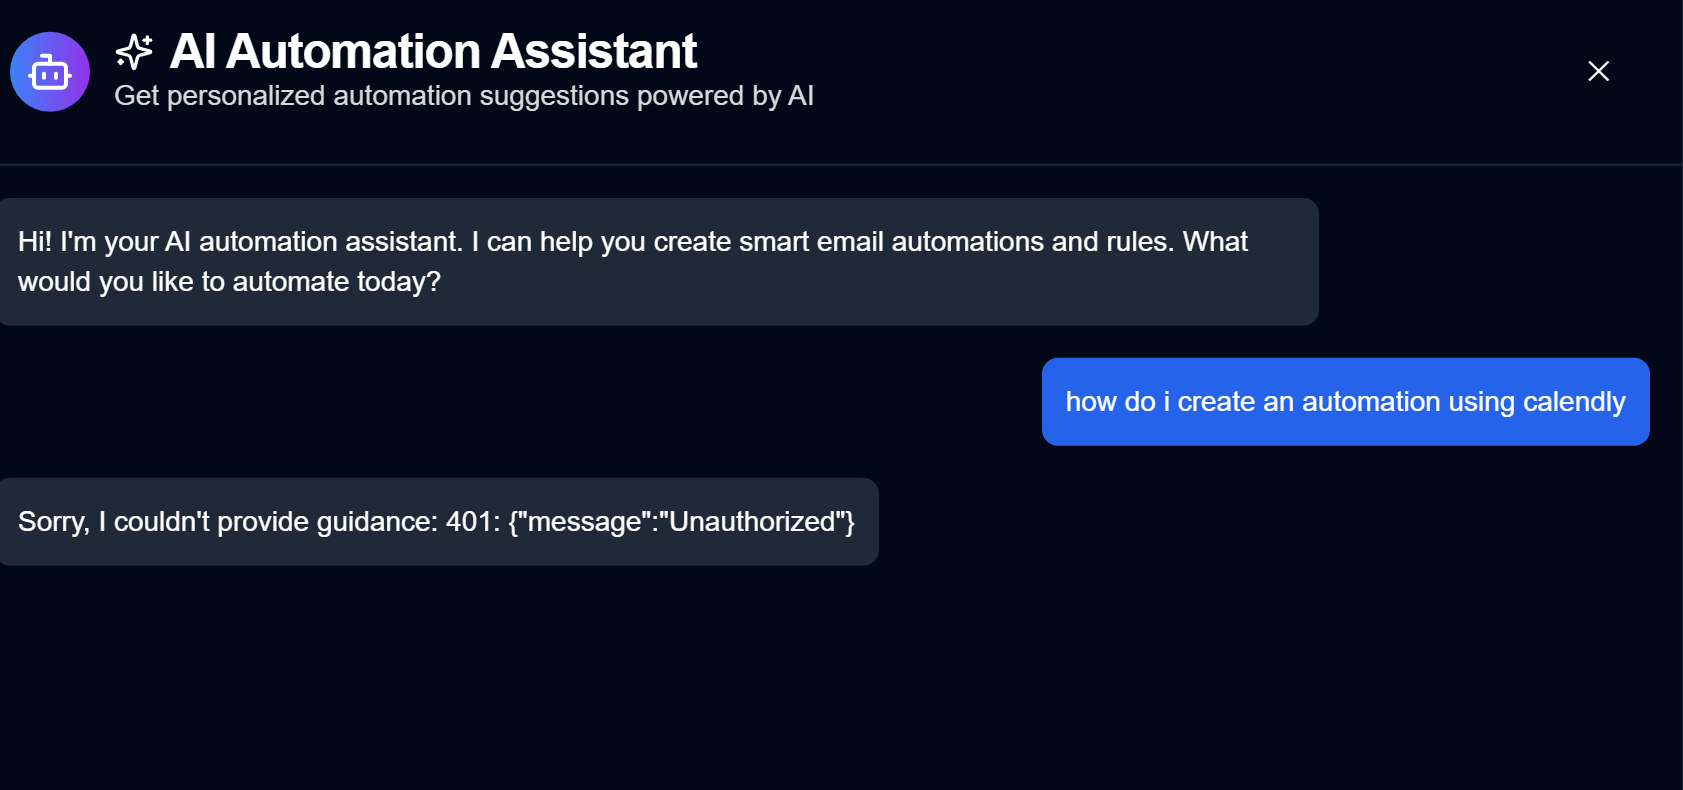 AI Automation Assistant
Get personalized automation suggestions powered by AI
Hi! I'm your AI automation assistant. I can help you create smart email automations and rules. What
would you like to automate today?
how do i create an automation using calendly
Sorry, I couldn't provide guidance: 401: {"message":"Unauthorized"}